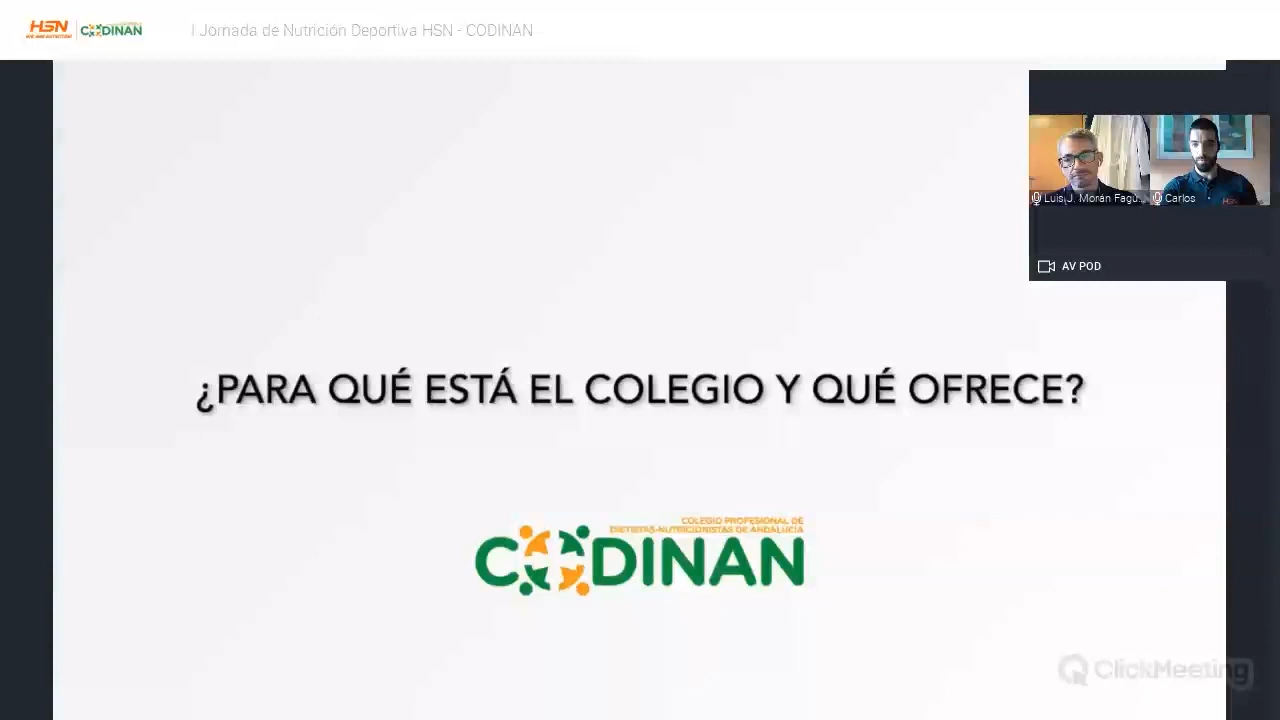 HSN
CODINAN
I Jornada de Nutrición Deportiva HSN - CODINAN
Luis J. Morán Fagú...
Carlos
AV POD
¿PARA QUÉ ESTÁ EL COLEGIO Y QUÉ OFRECE?
COLEGIO PROFESIONAL DE
DIETISTAS-NUTRICIONISTAS DE ANDALUCÍA
CODINAN
ClickMeeting